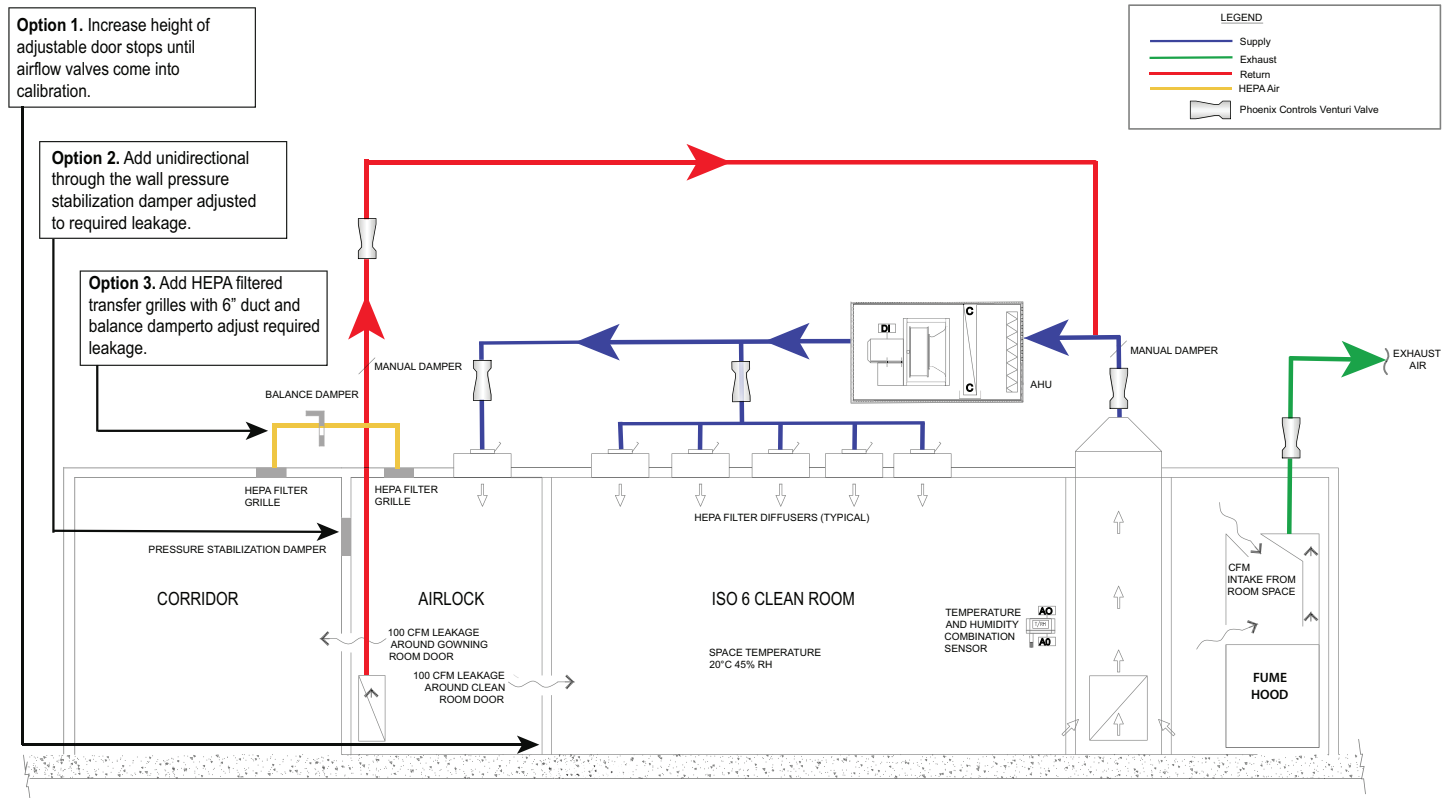 Option 1. Increase height of
adjustable door stops until
airflow valves come into
calibration.
Option 2. Add unidirectional
through the wall pressure
stabilization damper adjusted
to required leakage.
Option 3. Add HEPA filtered
transfer grilles with 6” duct and
balance damperto adjust required
leakage.
LEGEND
Supply
Exhaust
Return
HEPA Air
Phoenix Controls Venturi Valve
MANUAL DAMPER
BALANCE DAMPER
DI
C
C
AHU
MANUAL DAMPER
EXHAUST
AIR
HEPA FILTER
GRILLE
HEPA FILTER
GRILLE
HEPA FILTER DIFFUSERS (TYPICAL)
PRESSURE STABILIZATION DAMPER
CFM
INTAKE FROM
ROOM SPACE
CORRIDOR
AIRLOCK
ISO 6 CLEAN ROOM
TEMPERATURE
AND HUMIDITY
COMBINATION
SENSOR
AO
T/RH
A0
100 CFM LEAKAGE
AROUND GOWNING
ROOM DOOR
SPACE TEMPERATURE
20°C 45% RH
100 CFM LEAKAGE
AROUND CLEAN
ROOM DOOR
FUME
HOOD